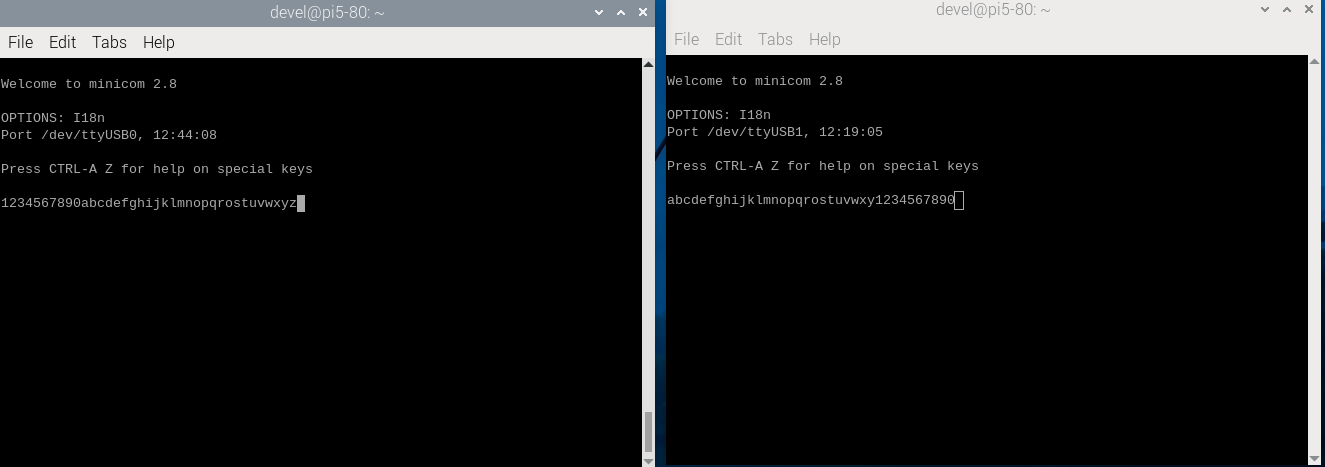 devel@pi5-80: ~
File Edit Tabs Help
Welcome to minicom 2.8
OPTIONS: I18n
Port /dev/ttyUSB0, 12:44:08
Press CTRL-A Z for help on special keys
1234567890abcdefghijklmnopqrostuvwxyz
devel@pi5-80: ~
File Edit Tabs Help
Welcome to minicom 2.8
OPTIONS: I18n
Port /dev/ttyUSB1, 12:19:05
Press CTRL-A Z for help on special keys
abcdefghijklmnopqrostuvwxy1234567890